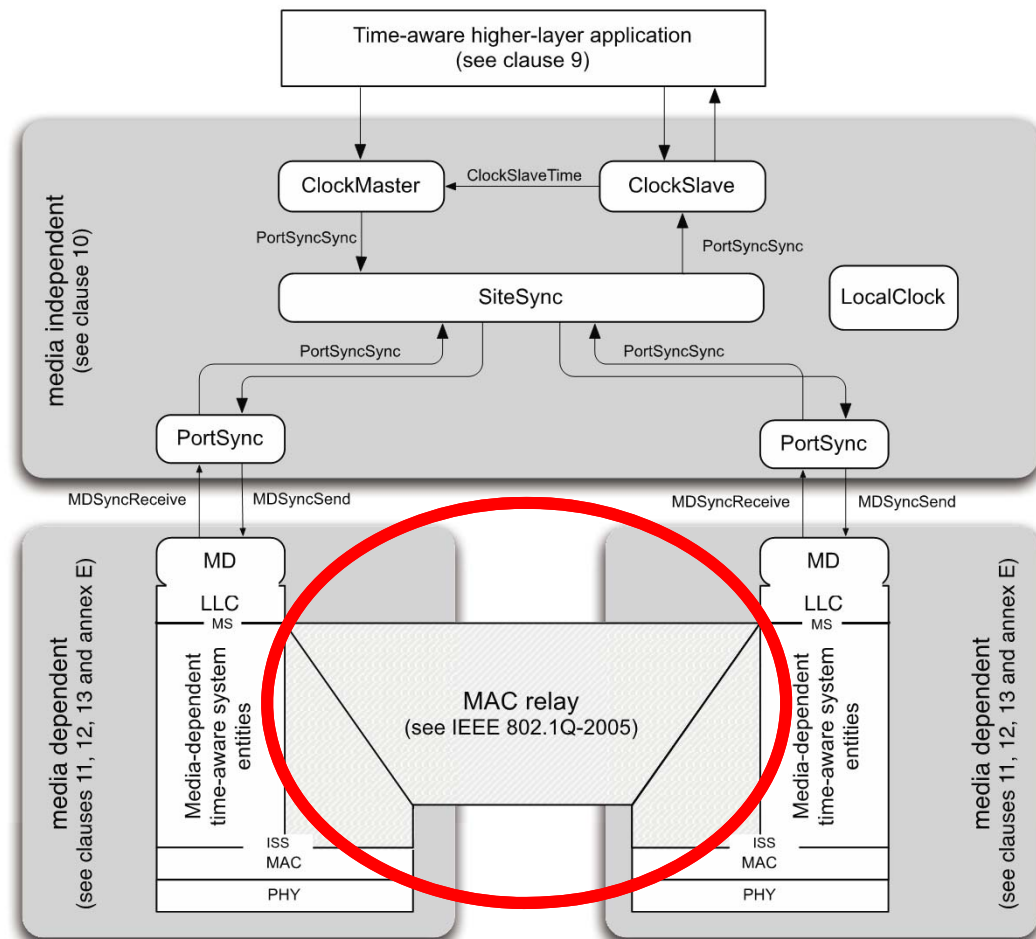 Time-aware higher-layer application
(see clause 9)
media independent
(see clause 10)
ClockMaster
ClockSlaveTime
ClockSlave
PortSyncSync
PortSyncSync
SiteSync
LocalClock
PortSyncSync
PortSyncSync
PortSync
PortSync
MDSyncReceive
MDSyncSend
MDSyncReceive
MDSyncSend
media dependent
(see clauses 11, 12, 13 and annex E)
MD
LLC
MS
Media-dependent
time-aware system
entities
ISS
MAC
PHY
MAC relay
(see IEEE 802.1Q-2005)
MD
LLC
MS
Media-dependent
time-aware system
entities
ISS
MAC
PHY
media dependent
(see clauses 11, 12, 13 and annex E)